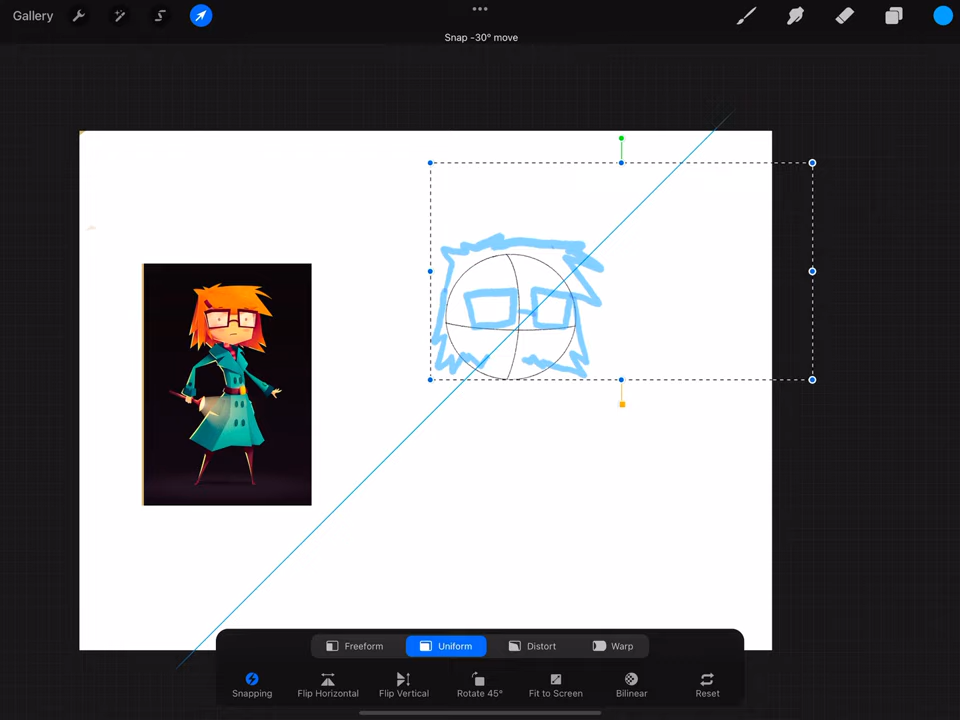 Gallery
Snap -30° move
Freeform Uniform Distort Warp
Snapping Flip Horizontal Flip Vertical Rotate 45° Fit to Screen Bilinear Reset